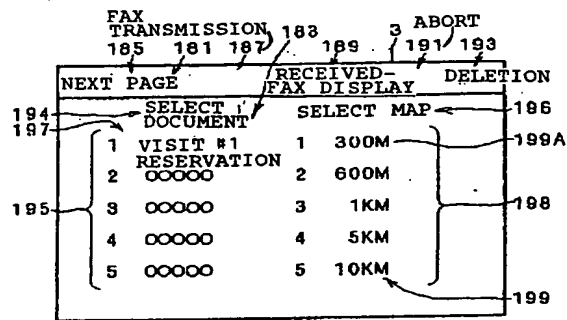 FAX
TRANSMISSION 183 3 ABORT
185 181 187 189 191 193
NEXT PAGE RECEIVED-
FAX DISPLAY DELETION
194 SELECT DOCUMENT SELECT MAP 196
197
1 VISIT #1 RESERVATION 1 300M 199A
2 OOOOO 2 600M
195 3 OOOOO 3 1KM 198
4 OOOOO 4 5KM
5 OOOOO 5 10KM
199